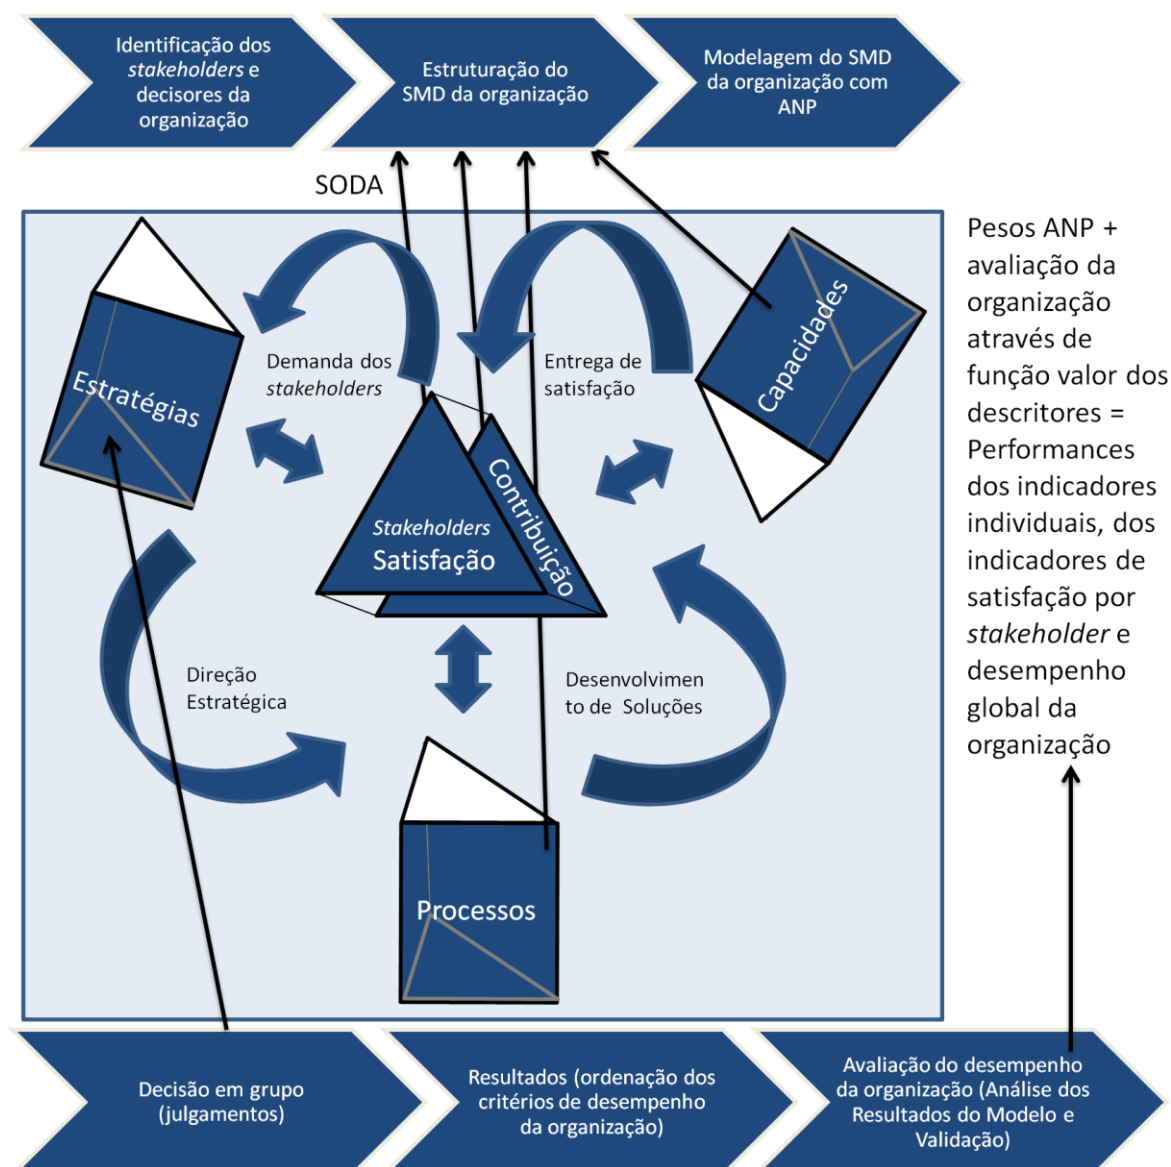 Identificação dos
stakeholders e
decisores da
organização
Estruturação do
SMD da organização
Modelagem do SMD
da organização com
ANP
SODA
Estratégias
Demanda dos
stakeholders
Entrega de
satisfação
Capacidades
Stakeholders
Satisfação
Contribuição
Direção
Estratégica
Desenvolvimen
to de Soluções
Processos
Pesos ANP +
avaliação da
organização
através de
função valor dos
descritores =
Performances
dos indicadores
individuais, dos
indicadores de
satisfação por
stakeholder e
desempenho
global da
organização
Decisão em grupo
(julgamentos)
Resultados (ordenação dos
critérios de desempenho
da organização)
Avaliação do desempenho
da organização (Análise dos
Resultados do Modelo e
Validação)